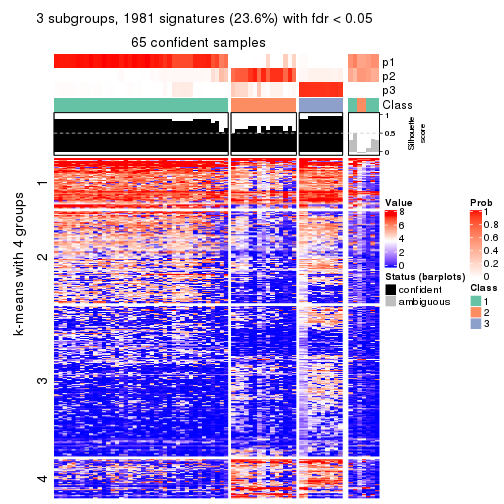 3 subgroups, 1981 signatures (23.6%) with fdr < 0.05
65 confident samples
p1
p2
p3
Class
1
0.5
0
Silhouette
score
k-means with 4 groups
1
2
3
4
Value
8
6
4
2
0
Status (barplots)
confident
ambiguous
Prob
1
0.8
0.6
0.4
0.2
0
Class
1
2
3